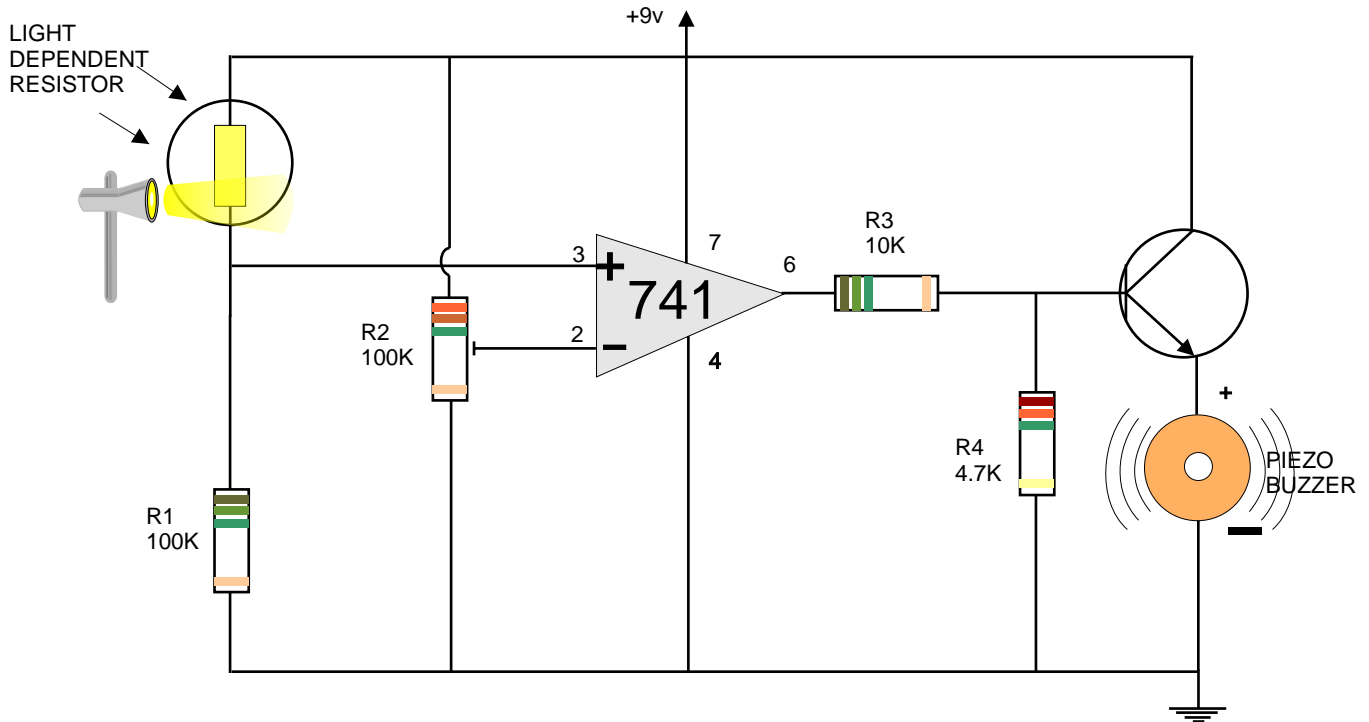 +9v
LIGHT
DEPENDENT
RESISTOR
R3
10K
3
+
7
6
741
R2
100K
2
−
4
+
R4
4.7K
PIEZO
BUZZER
R1
100K
−